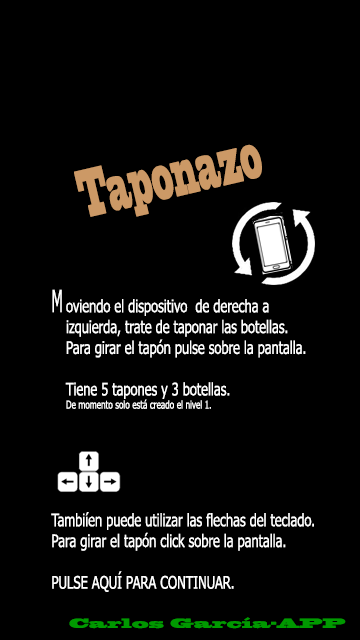 Taponazo
Moviendo el dispositivo de derecha a
izquierda, trate de taponar las botellas.
Para girar el tapón pulse sobre la pantalla.
Tiene 5 tapones y 3 botellas.
De momento solo está creado el nivel 1.
Tambiíen puede utilizar las flechas del teclado.
Para girar el tapón click sobre la pantalla.
PULSE AQUÍ PARA CONTINUAR.
Carlos Garcia-APP